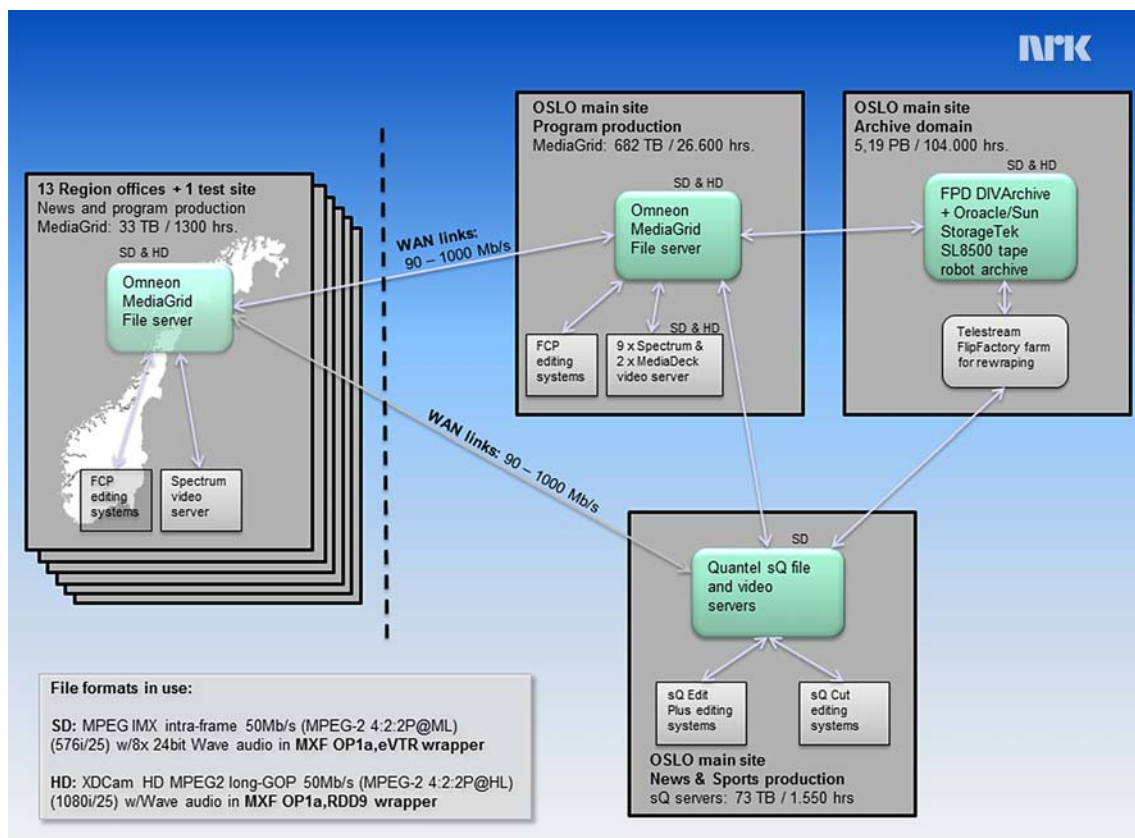 NRK
13 Region offices + 1 test site
News and program production
MediaGrid: 33 TB / 1300 hrs.
SD & HD
Omneon
MediaGrid
File server
FCP
editing
systems
Spectrum
video
server
WAN links:
90 – 1000 Mb/s
WAN links: 90 – 1000 Mb/s
OSLO main site
Program production
MediaGrid: 682 TB / 26.600 hrs.
SD & HD
Omneon
MediaGrid
File server
FCP
editing
systems
SD & HD
9 x Spectrum &
2 x MediaDeck
video server
OSLO main site
Archive domain
5,19 PB / 104.000 hrs.
SD & HD
FPD DIVArchive
+ Oroacle/Sun
StorageTek
SL8500 tape
robot archive
Telestream
FlipFactory farm
for rewraping
SD
Quantel sQ file
and video
servers
sQ Edit
Plus editing
systems
sQ Cut
editing
systems
OSLO main site
News & Sports production
sQ servers: 73 TB / 1.550 hrs
File formats in use:
SD: MPEG IMX intra-frame 50Mb/s (MPEG-2 4:2:2P@ML)
(576i/25) w/8x 24bit Wave audio in MXF OP1a,eVTR wrapper
HD: XDCam HD MPEG2 long-GOP 50Mb/s (MPEG-2 4:2:2P@HL)
(1080i/25) w/Wave audio in MXF OP1a,RDD9 wrapper